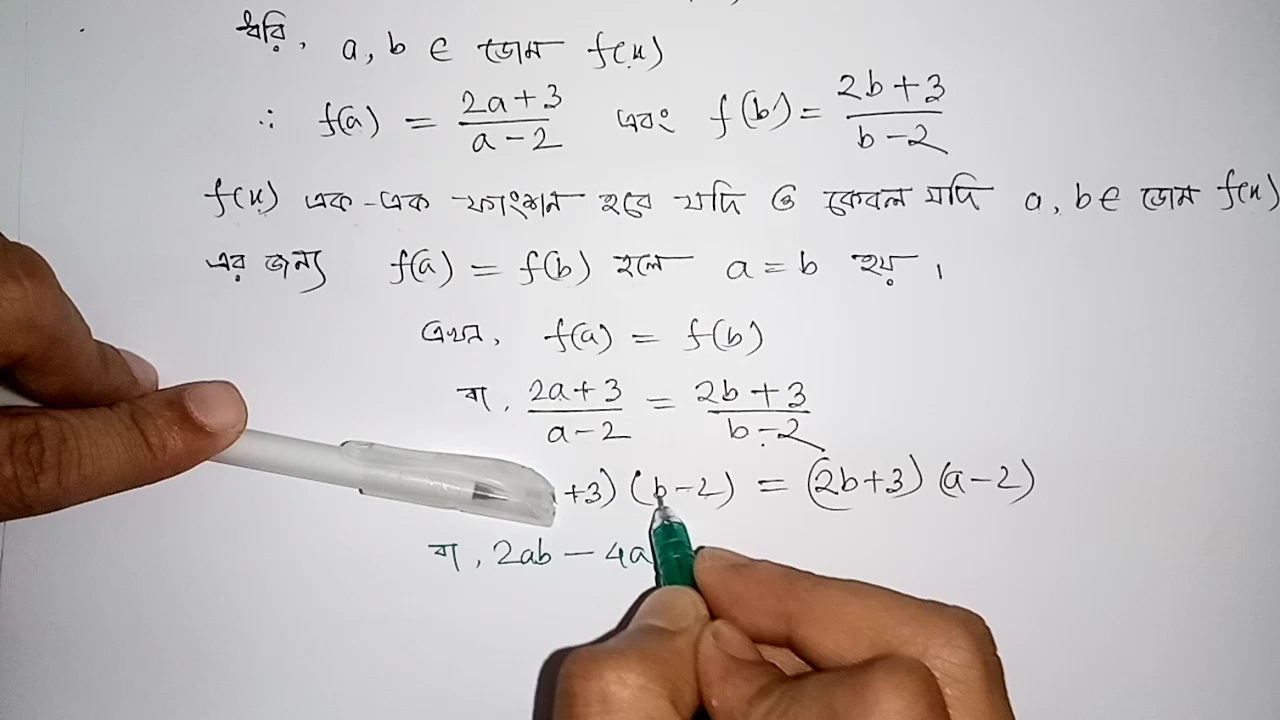 ধরি, a, b ∈ ডোম f(x)
∴ f(a) = (2a+3)/(a-2) এবং f(b) = (2b+3)/(b-2)
f(x) এক-এক ফাংশন হবে যদি ও কেবল যদি a, b ∈ ডোম f(x)
এর জন্য f(a) = f(b) হলে a = b হয়।
এখন, f(a) = f(b)
বা, (2a+3)/(a-2) = (2b+3)/(b-2)
+3) (b-2) = (2b+3) (a-2)
বা, 2ab - 4a